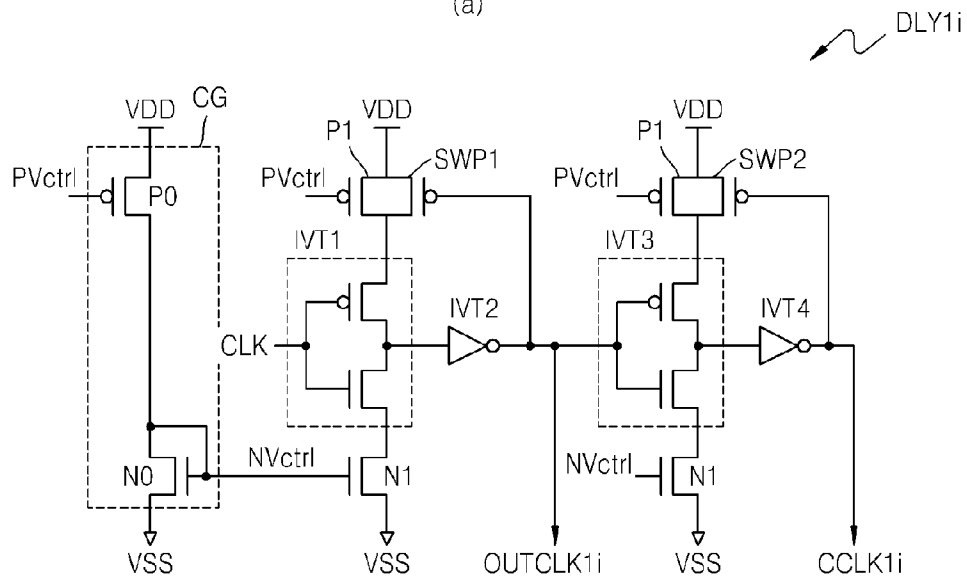 (a)
DLY1i
CG
VDD
VDD
VDD
P1
SWP1
P1
SWP2
PVctrl
P0
PVctrl
PVctrl
IVT1
IVT3
IVT2
IVT4
CLK
N0
NVctrl
N1
NVctrl
N1
VSS
VSS
OUTCLK1i
VSS
CCLK1i